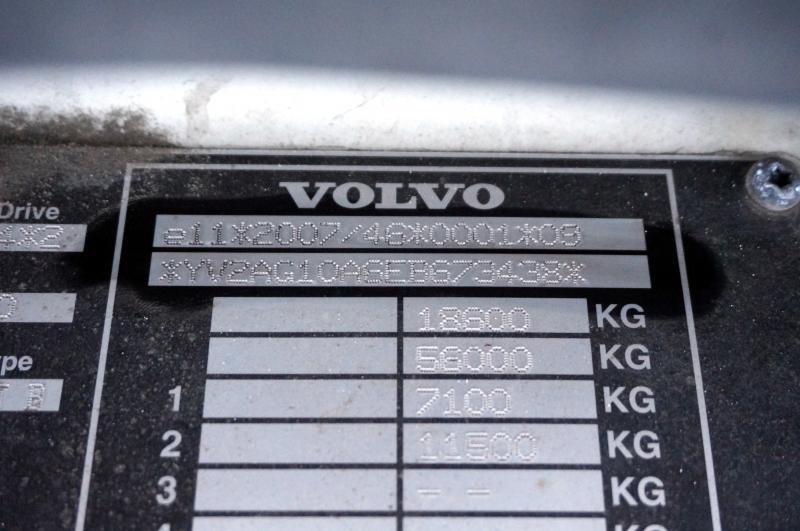 VOLVO
Drive
4X2
e11*2007/46*0001*09
*YV2AG10A6EB673438*
18600 KG
56000 KG
ype
1 7100 KG
2 11500 KG
3 - - KG
KG